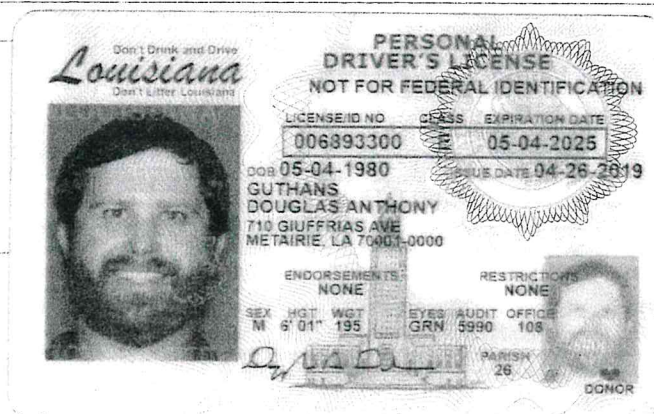 Don't Drink and Drive
Louisiana
Don't Litter Louisiana
PERSONAL
DRIVER'S LICENSE
NOT FOR FEDERAL IDENTIFICATION
LICENSE/ID NO CLASS EXPIRATION DATE
006893300 05-04-2025
DOB 05-04-1980 ISSUE DATE 04-26-2019
GUTHANS
DOUGLAS ANTHONY
710 GIUFFRIAS AVE
METAIRIE, LA 70001-0000
ENDORSEMENTS RESTRICTIONS
NONE NONE
SEX HGT WGT EYES AUDIT OFFICE
M 6' 01" 195 GRN 5990 108
PARISH
26
DONOR